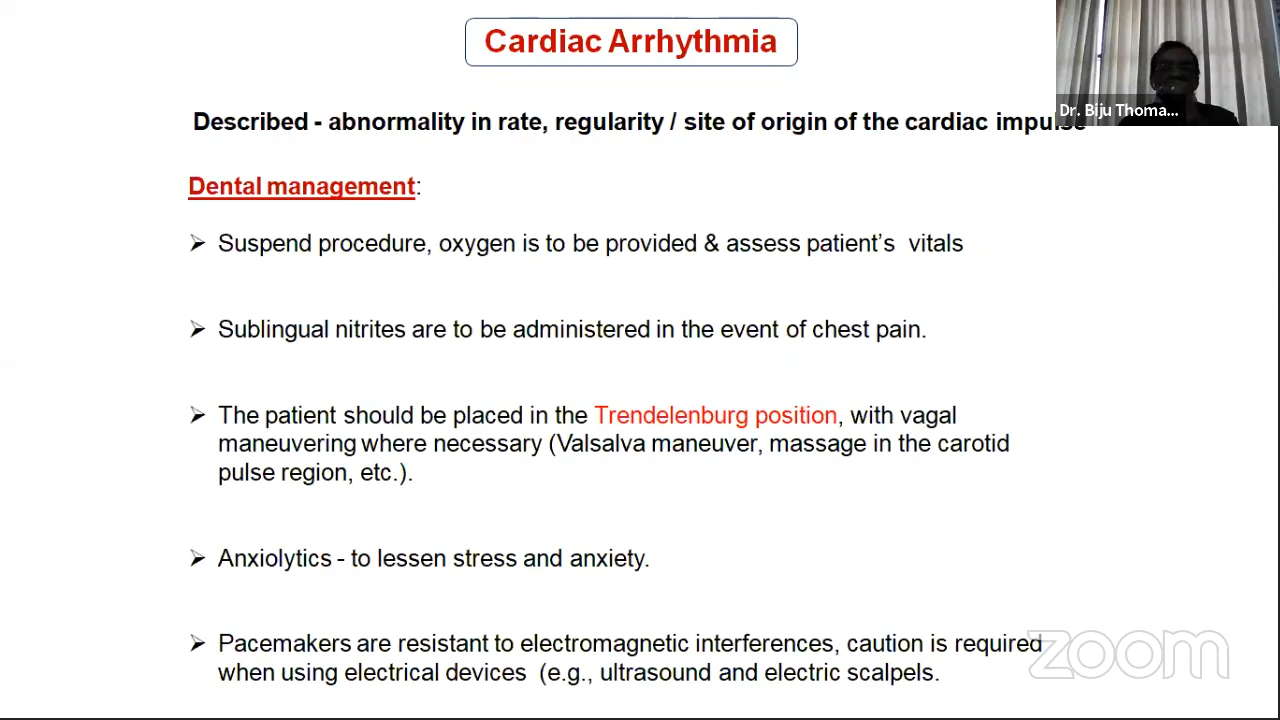 Cardiac Arrhythmia
Dr. Biju Thoma...
Described - abnormality in rate, regularity / site of origin of the cardiac impulse
Dental management:
➢ Suspend procedure, oxygen is to be provided & assess patient's vitals
➢ Sublingual nitrites are to be administered in the event of chest pain.
➢ The patient should be placed in the Trendelenburg position, with vagal
maneuvering where necessary (Valsalva maneuver, massage in the carotid
pulse region, etc.).
➢ Anxiolytics - to lessen stress and anxiety.
➢ Pacemakers are resistant to electromagnetic interferences, caution is required
when using electrical devices (e.g., ultrasound and electric scalpels.
zoom